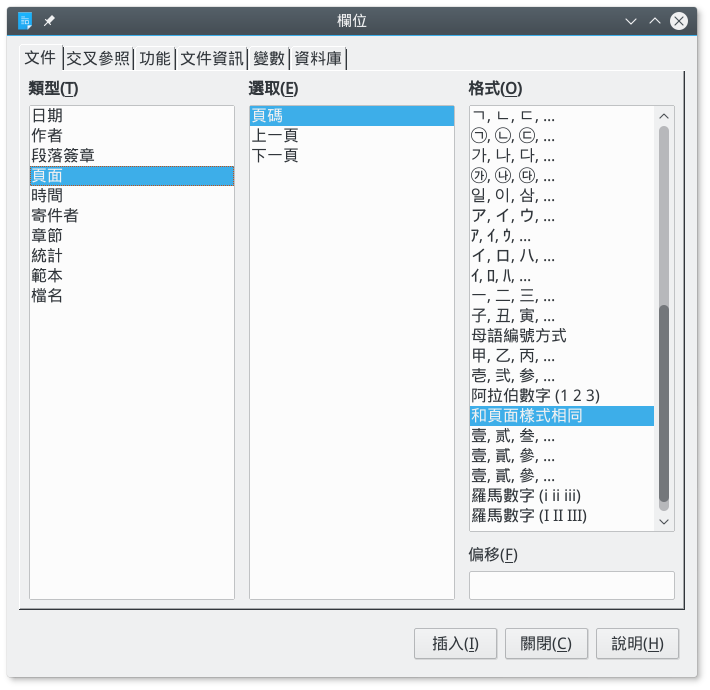 欄位
文件 交叉參照 功能 文件資訊 變數 資料庫
類型(T)
日期
作者
段落簽章
頁面
時間
寄件者
章節
統計
範本
檔名
選取(E)
頁碼
上一頁
下一頁
格式(O)
ㄱ, ㄴ, ㄷ, ...
㉠, ㉡, ㉢, ...
가, 나, 다, ...
㉮, ㉯, ㉰, ...
일, 이, 삼, ...
ア, イ, ウ, ...
ｱ, ｲ, ｳ, ...
イ, ロ, ハ, ...
ｲ, ﾛ, ﾊ, ...
一, 二, 三, ...
子, 丑, 寅, ...
母語編號方式
甲, 乙, 丙, ...
壱, 弐, 参, ...
阿拉伯數字 (1 2 3)
和頁面樣式相同
壹, 贰, 叁, ...
壹, 貳, 參, ...
壹, 貳, 參, ...
羅馬數字 (i ii iii)
羅馬數字 (I II III)
偏移(F)
插入(I) 關閉(C) 說明(H)